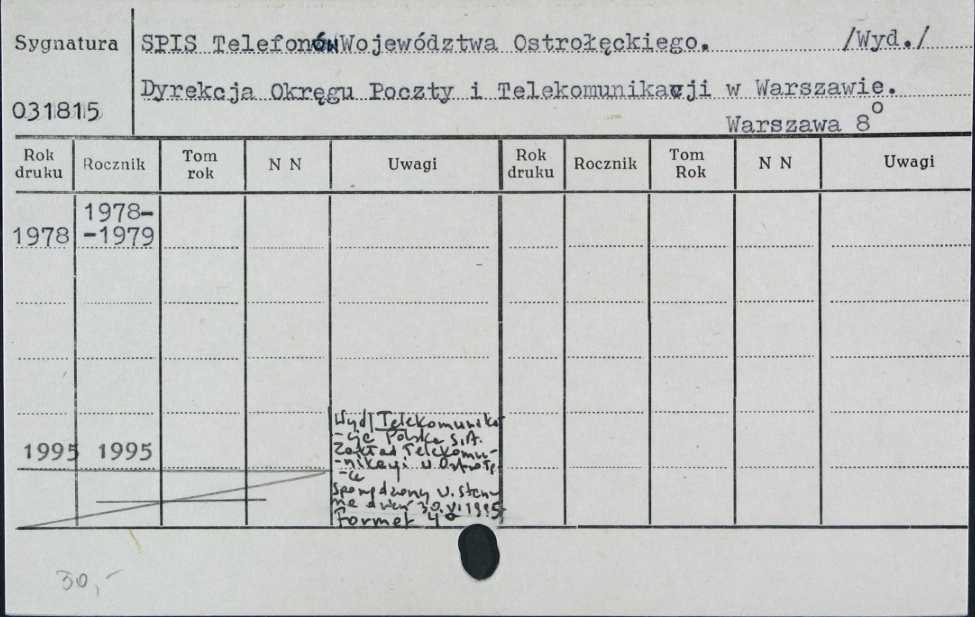 Sygnatura
SPIS Telefonów Województwa Ostrołęckiego. /Wyd./
Dyrekcja Okręgu Poczty i Telekomunikacji w Warszawie.
031815
Warszawa 8°
Rok druku Rocznik Tom rok N N Uwagi Rok druku Rocznik Tom Rok N N Uwagi
1978-
1978 -1979
Wyd/ Telekomunika
-cja Polska S.A.
1995 1995 Zakład Telekomu-
-nikacji w Ostrołę
-ce
Sporządzony w. stanu
na dzień 30.VI 1995
Format 4°
30,-